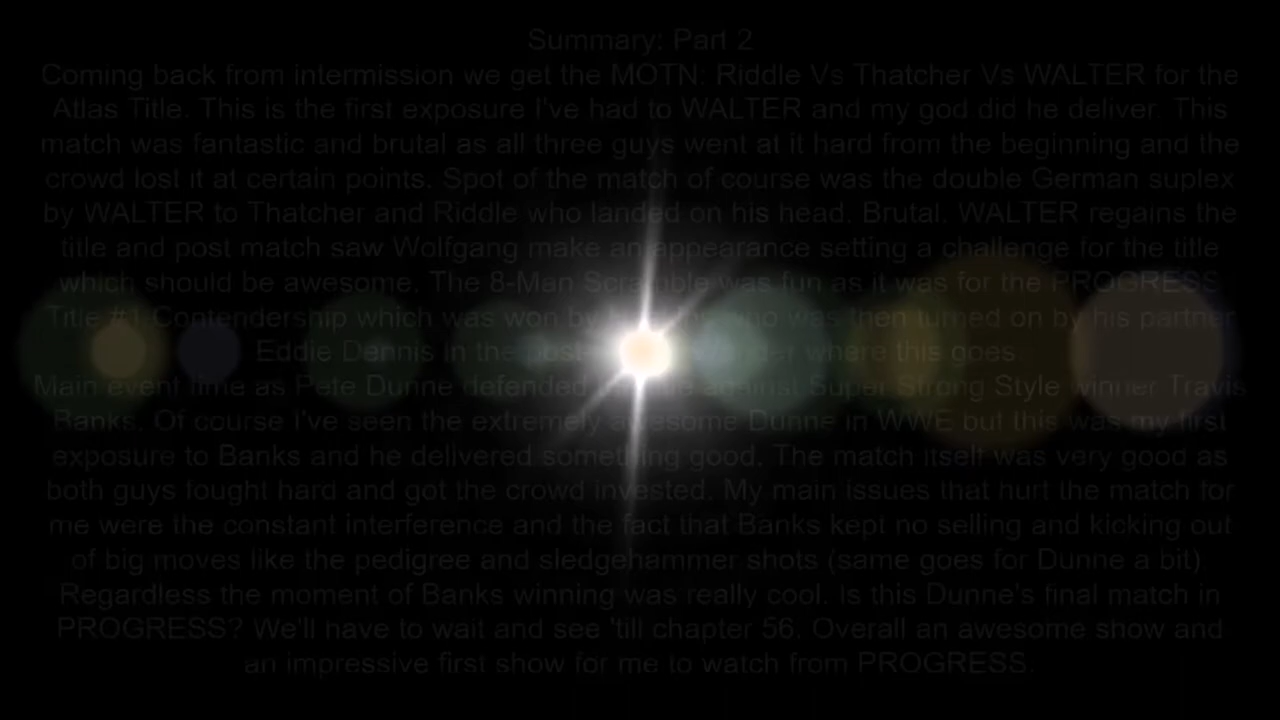 Summary: Part 2
Coming back from intermission we get the MOTN: Riddle Vs Thatcher Vs WALTER for the
Atlas Title. This is the first exposure I've had to WALTER and my god did he deliver. This
match was fantastic and brutal as all three guys went at it hard from the beginning and the
crowd lost it at certain points. Spot of the match of course was the double German suplex
by WALTER to Thatcher and Riddle who landed on his head. Brutal. WALTER regains the
title and post match saw Wolfgang make an appearance setting a challenge for the title
which should be awesome. The 8-Man Scramble was fun as it was for the PROGRESS
Title #1 Contendership which was won by who was then turned on by his partner
Eddie Dennis in the post where this goes
Main event time as Pete Dunne defended against Super Strong Style winner Travis
Banks. Of course I've seen the extremely awesome Dunne in WWE but this was my first
exposure to Banks and he delivered something good. The match itself was very good as
both guys fought hard and got the crowd invested. My main issues that hurt the match for
me were the constant interference and the fact that Banks kept no selling and kicking out
of big moves like the pedigree and sledgehammer shots (same goes for Dunne a bit)
Regardless the moment of Banks winning was really cool. Is this Dunne's final match in
PROGRESS? We'll have to wait and see 'till chapter 56. Overall an awesome show and
an impressive first show for me to watch from PROGRESS.